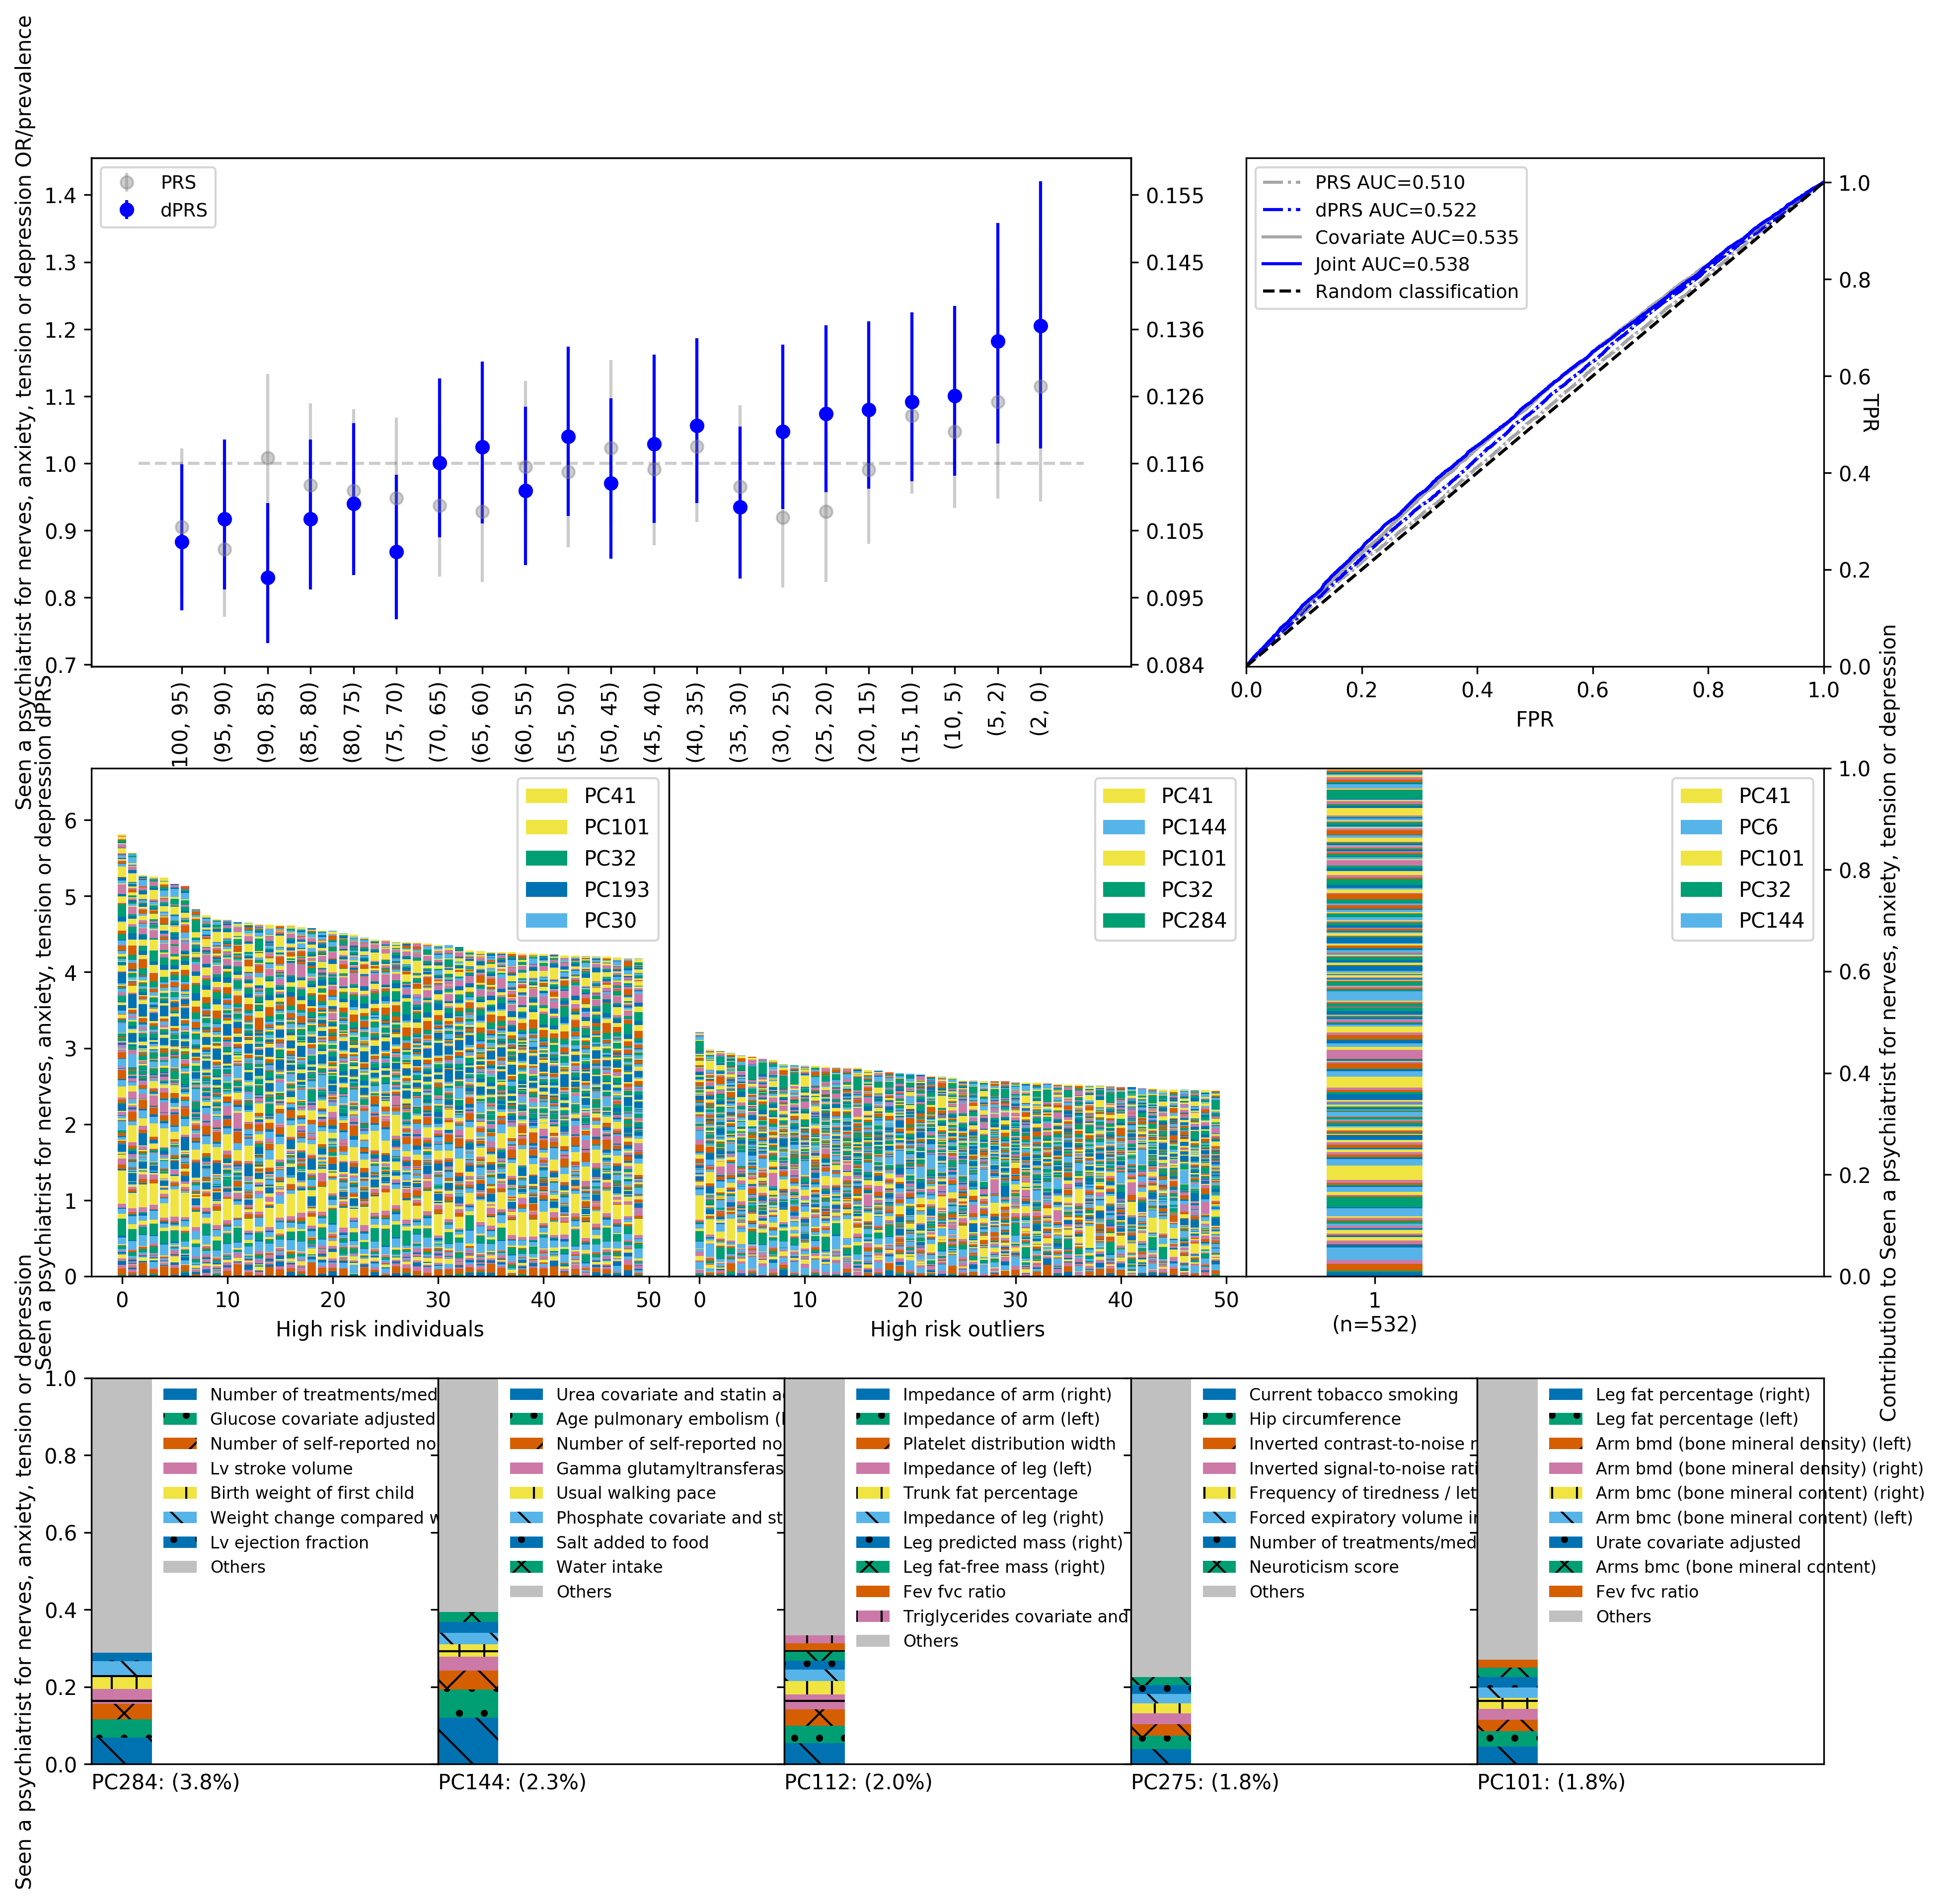 Seen a psychiatrist for nerves, anxiety, tension or depression OR/prevalence
PRS
dPRS
1.4
1.3
1.2
1.1
1.0
0.9
0.8
0.7
0.155
0.145
0.136
0.126
0.116
0.105
0.095
0.084
100, 95)
(95, 90)
(90, 85)
(85, 80)
(80, 75)
(75, 70)
(70, 65)
(65, 60)
(60, 55)
(55, 50)
(50, 45)
(45, 40)
(40, 35)
(35, 30)
(30, 25)
(25, 20)
(20, 15)
(15, 10)
(10, 5)
(5, 2)
(2, 0)
PRS AUC=0.510
dPRS AUC=0.522
Covariate AUC=0.535
Joint AUC=0.538
Random classification
1.0
0.8
0.6
0.4
0.2
0.0
TPR
0.0 0.2 0.4 0.6 0.8 1.0
FPR
Seen a psychiatrist for nerves, anxiety, tension or depression dPRS
6
5
4
3
2
1
0
PC41
PC101
PC32
PC193
PC30
0 10 20 30 40 50
High risk individuals
PC41
PC144
PC101
PC32
PC284
0 10 20 30 40 50
High risk outliers
PC41
PC6
PC101
PC32
PC144
1
(n=532)
1.0
0.8
0.6
0.4
0.2
0.0
Contribution to Seen a psychiatrist for nerves, anxiety, tension or depression
Seen a psychiatrist for nerves, anxiety, tension or depression
1.0
0.8
0.6
0.4
0.2
0.0
Number of treatments/med
Glucose covariate adjusted
Number of self-reported no
Lv stroke volume
Birth weight of first child
Weight change compared w
Lv ejection fraction
Others
PC284: (3.8%)
Urea covariate and statin a
Age pulmonary embolism (
Number of self-reported no
Gamma glutamyltransferas
Usual walking pace
Phosphate covariate and st
Salt added to food
Water intake
Others
PC144: (2.3%)
Impedance of arm (right)
Impedance of arm (left)
Platelet distribution width
Impedance of leg (left)
Trunk fat percentage
Impedance of leg (right)
Leg predicted mass (right)
Leg fat-free mass (right)
Fev fvc ratio
Triglycerides covariate and
Others
PC112: (2.0%)
Current tobacco smoking
Hip circumference
Inverted contrast-to-noise r
Inverted signal-to-noise rati
Frequency of tiredness / let
Forced expiratory volume i
Number of treatments/med
Neuroticism score
Others
PC275: (1.8%)
Leg fat percentage (right)
Leg fat percentage (left)
Arm bmd (bone mineral density) (left)
Arm bmd (bone mineral density) (right)
Arm bmc (bone mineral content) (right)
Arm bmc (bone mineral content) (left)
Urate covariate adjusted
Arms bmc (bone mineral content)
Fev fvc ratio
Others
PC101: (1.8%)